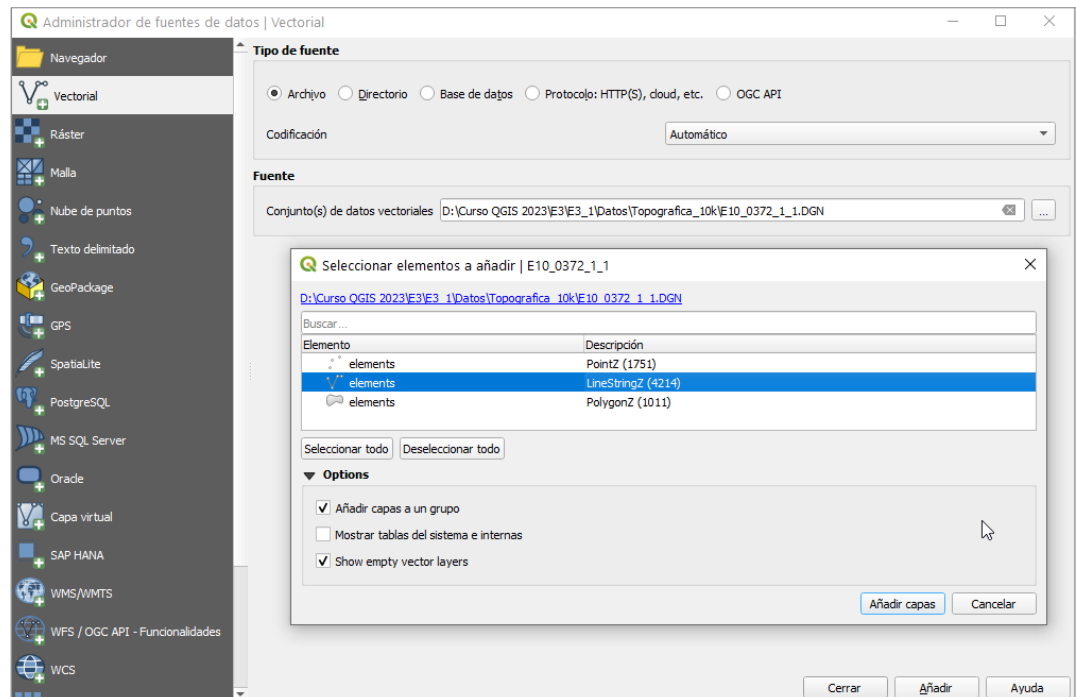 Administrador de fuentes de datos | Vectorial
Navegador
Vectorial
Ráster
Malla
Nube de puntos
Texto delimitado
GeoPackage
GPS
SpatiaLite
PostgreSQL
MS SQL Server
Oracle
Capa virtual
SAP HANA
WMS/WMTS
WFS / OGC API - Funcionalidades
WCS
Tipo de fuente
Archivo Directorio Base de datos Protocolo: HTTP(S), cloud, etc. OGC API
Codificación Automático
Fuente
Conjunto(s) de datos vectoriales D:\Curso QGIS 2023\E3\E3_1\Datos\Topografica_10k\E10_0372_1_1.DGN ...
Seleccionar elementos a añadir | E10_0372_1_1
D:\Curso QGIS 2023\E3\E3_1\Datos\Topografica_10k\E10_0372_1_1.DGN
Buscar...
Elemento Descripción
elements PointZ (1751)
elements LineStringZ (4214)
elements PolygonZ (1011)
Seleccionar todo Deseleccionar todo
Options
Añadir capas a un grupo
Mostrar tablas del sistema e internas
Show empty vector layers
Añadir capas Cancelar
Cerrar Añadir Ayuda